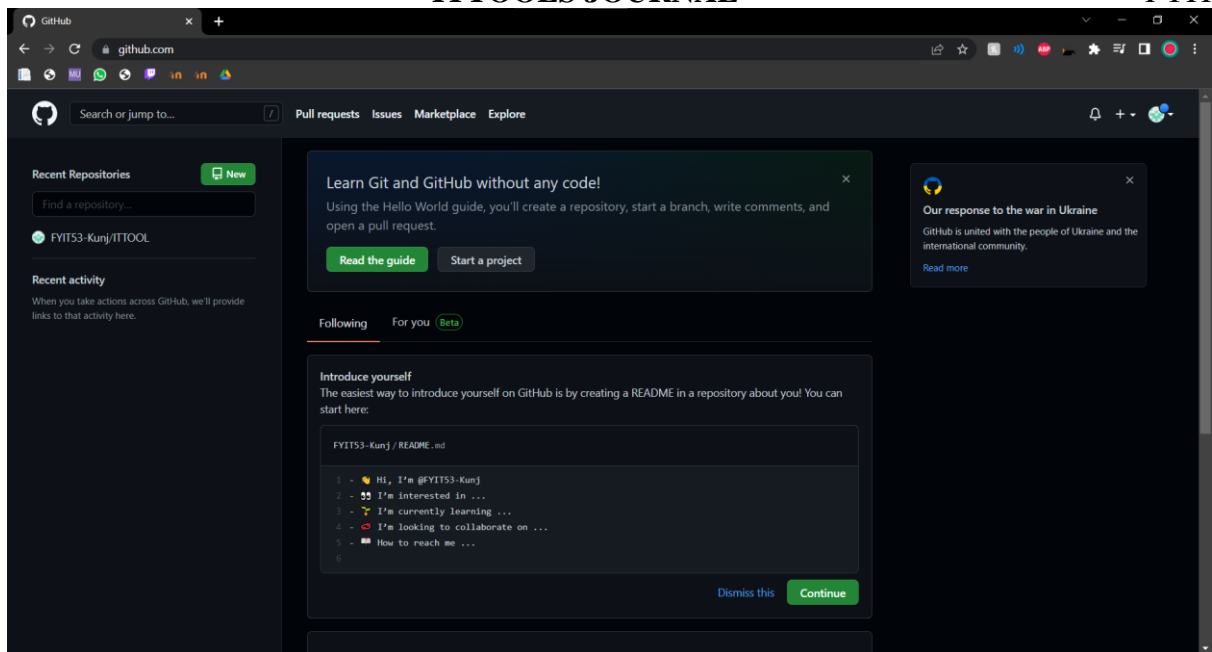 GitHub
github.com
MU
ABP
Search or jump to...
/
Pull requests Issues Marketplace Explore
Recent Repositories
New
Find a repository...
FYIT53-Kunj/ITTOOL
Recent activity
When you take actions across GitHub, we'll provide
links to that activity here.
Learn Git and GitHub without any code!
Using the Hello World guide, you'll create a repository, start a branch, write comments, and
open a pull request.
Read the guide Start a project
Following For you Beta
Introduce yourself
The easiest way to introduce yourself on GitHub is by creating a README in a repository about you! You can
start here:
FYIT53-Kunj/README.md
1 - 👋 Hi, I'm @FYIT53-Kunj
2 - 👀 I'm interested in ...
3 - 🌱 I'm currently learning ...
4 - 💞️ I'm looking to collaborate on ...
5 - 📫 How to reach me ...
6
Dismiss this Continue
Our response to the war in Ukraine
GitHub is united with the people of Ukraine and the
international community.
Read more